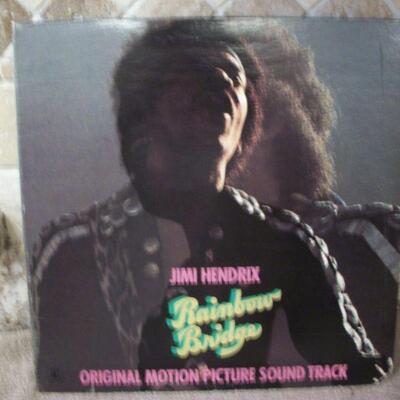 JIMI HENDRIX
Rainbow
Bridge
ORIGINAL MOTION PICTURE SOUND TRACK